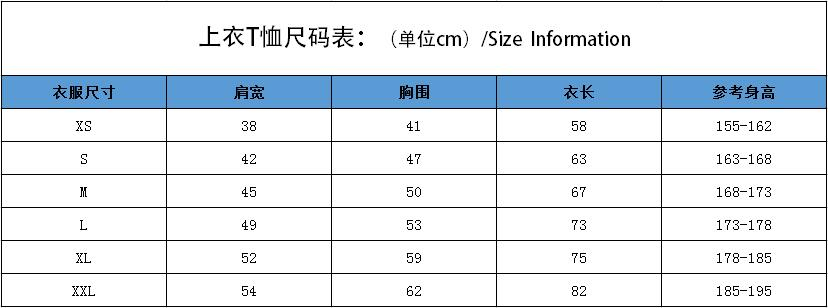 上衣T恤尺码表：（单位cm）/Size Information
衣服尺寸 肩宽 胸围 衣长 参考身高
XS 38 41 58 155-162
S 42 47 63 163-168
M 45 50 67 168-173
L 49 53 73 173-178
XL 52 59 75 178-185
XXL 54 62 82 185-195